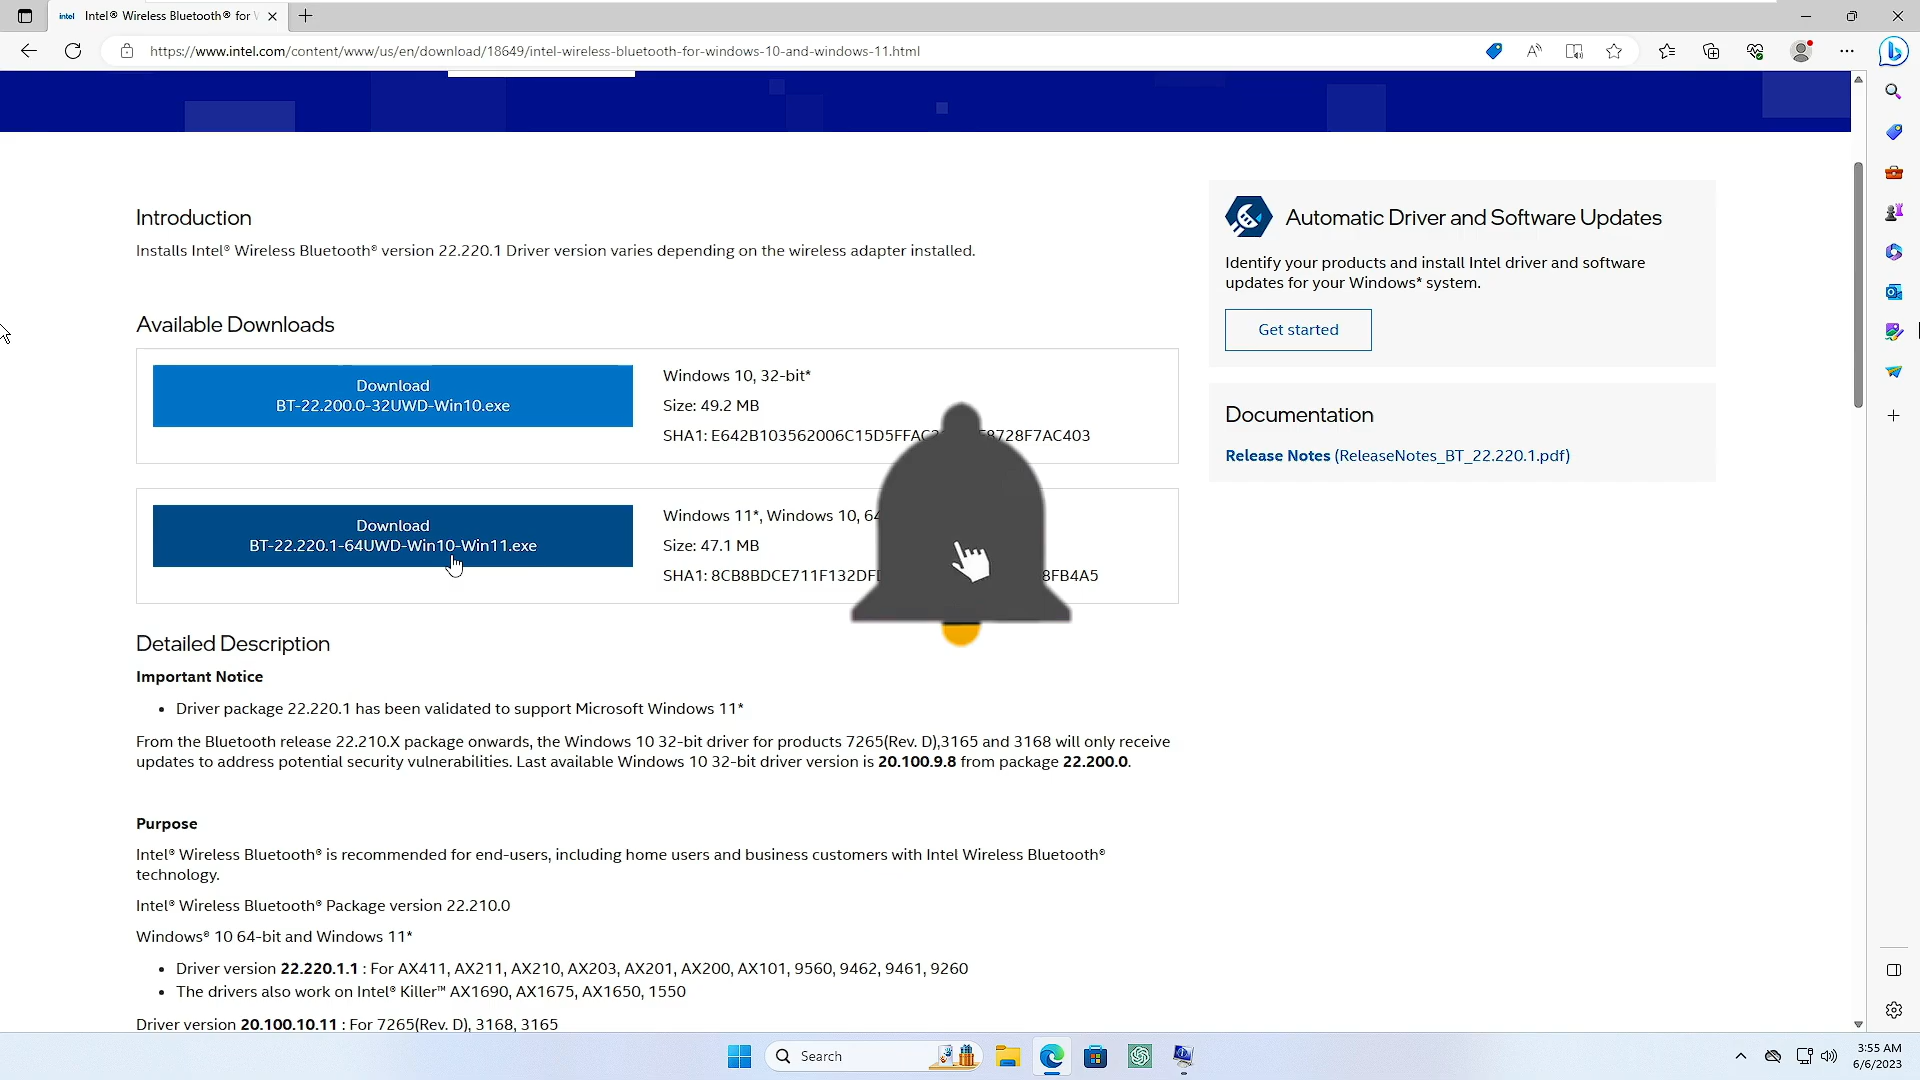 intel Intel® Wireless Bluetooth® for
https://www.intel.com/content/www/us/en/download/18649/intel-wireless-bluetooth-for-windows-10-and-windows-11.html
Introduction
Installs Intel® Wireless Bluetooth® version 22.220.1 Driver version varies depending on the wireless adapter installed.
Available Downloads
Download
BT-22.200.0-32UWD-Win10.exe
Windows 10, 32-bit*
Size: 49.2 MB
SHA1: E642B103562006C15D5FFAC 8728F7AC403
Download
BT-22.220.1-64UWD-Win10-Win11.exe
Windows 11*, Windows 10, 64
Size: 47.1 MB
SHA1: 8CB8BDCE711F132DF 8FB4A5
Detailed Description
Important Notice
• Driver package 22.220.1 has been validated to support Microsoft Windows 11*
From the Bluetooth release 22.210.X package onwards, the Windows 10 32-bit driver for products 7265(Rev. D),3165 and 3168 will only receive
updates to address potential security vulnerabilities. Last available Windows 10 32-bit driver version is 20.100.9.8 from package 22.200.0.
Purpose
Intel® Wireless Bluetooth® is recommended for end-users, including home users and business customers with Intel Wireless Bluetooth®
technology.
Intel® Wireless Bluetooth® Package version 22.210.0
Windows® 10 64-bit and Windows 11*
• Driver version 22.220.1.1 : For AX411, AX211, AX210, AX203, AX201, AX200, AX101, 9560, 9462, 9461, 9260
• The drivers also work on Intel® Killer™ AX1690, AX1675, AX1650, 1550
Driver version 20.100.10.11 : For 7265(Rev. D), 3168, 3165
Automatic Driver and Software Updates
Identify your products and install Intel driver and software
updates for your Windows* system.
Get started
Documentation
Release Notes (ReleaseNotes_BT_22.220.1.pdf)
Search
3:55 AM
6/6/2023